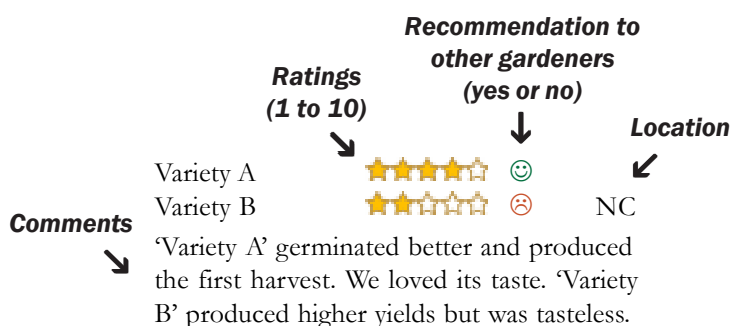 Recommendation to
other gardeners
(yes or no)
Ratings
(1 to 10)
Location
Variety A
Variety B NC
Comments
‘Variety A’ germinated better and produced
the first harvest. We loved its taste. ‘Variety
B’ produced higher yields but was tasteless.